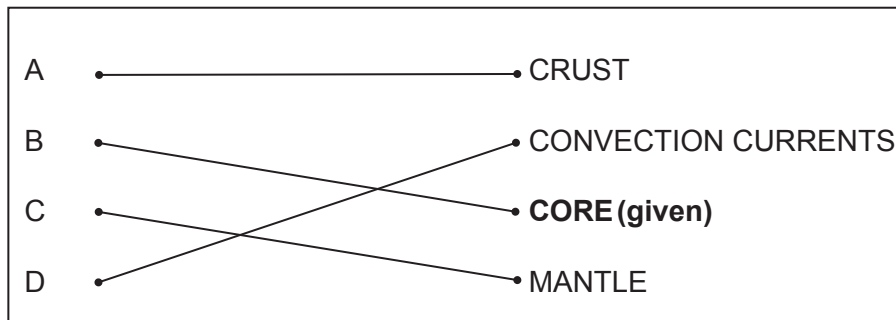 A CRUST
B CONVECTION CURRENTS
C CORE (given)
D MANTLE